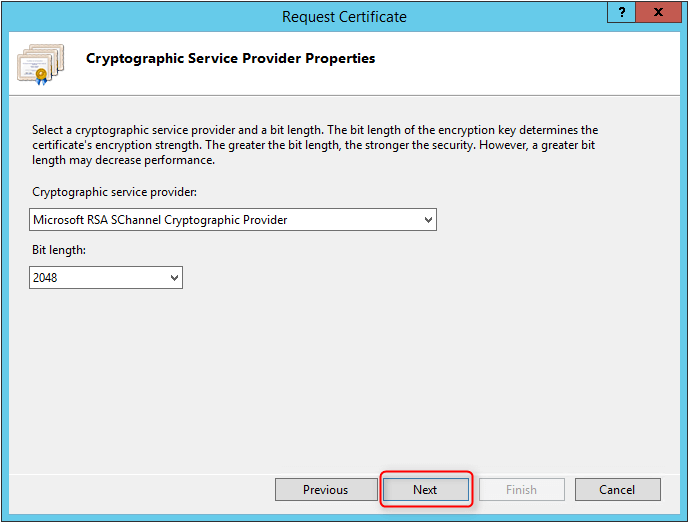 Request Certificate
?
x
Cryptographic Service Provider Properties
Select a cryptographic service provider and a bit length. The bit length of the encryption key determines the
certificate's encryption strength. The greater the bit length, the stronger the security. However, a greater bit
length may decrease performance.
Cryptographic service provider:
Microsoft RSA SChannel Cryptographic Provider
Bit length:
2048
Previous
Next
Finish
Cancel